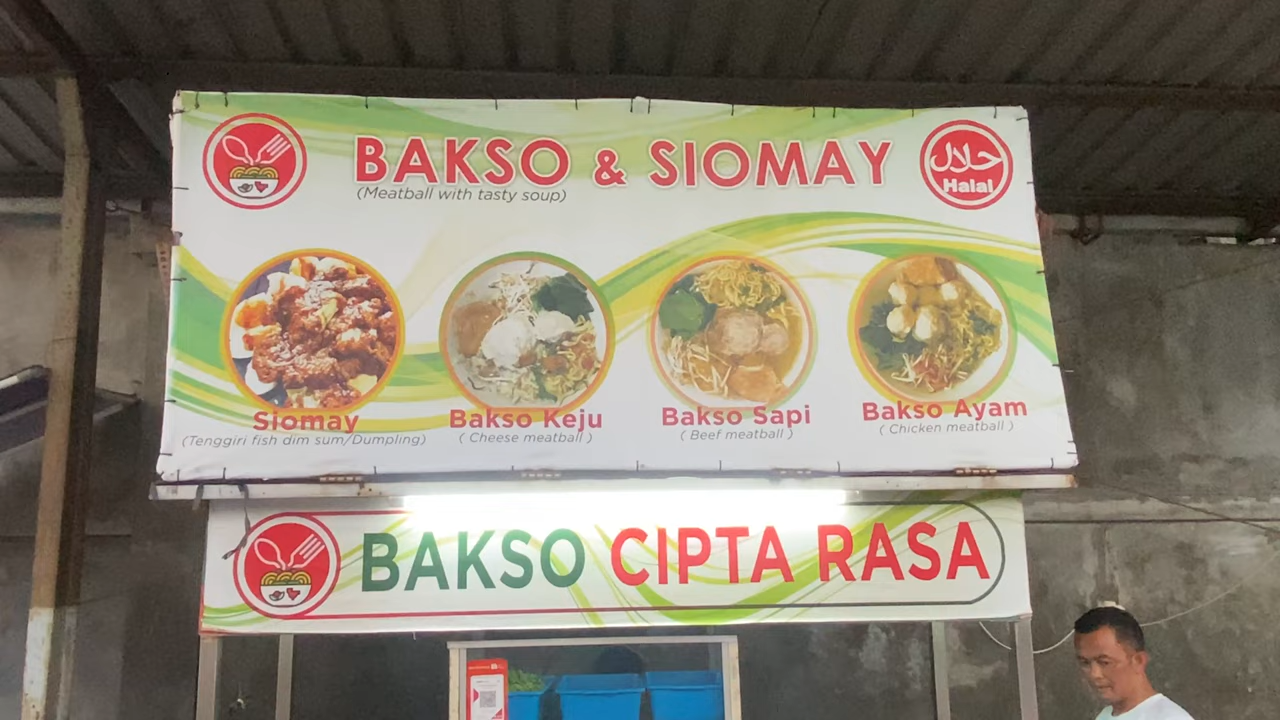 BAKSO & SIOMAY
(Meatball with tasty soup)
حلال
Halal
Siomay
(Tenggiri fish dim sum/Dumpling)
Bakso Keju
( Cheese meatball )
Bakso Sapi
( Beef meatball )
Bakso Ayam
( Chicken meatball )
BAKSO CIPTA RASA